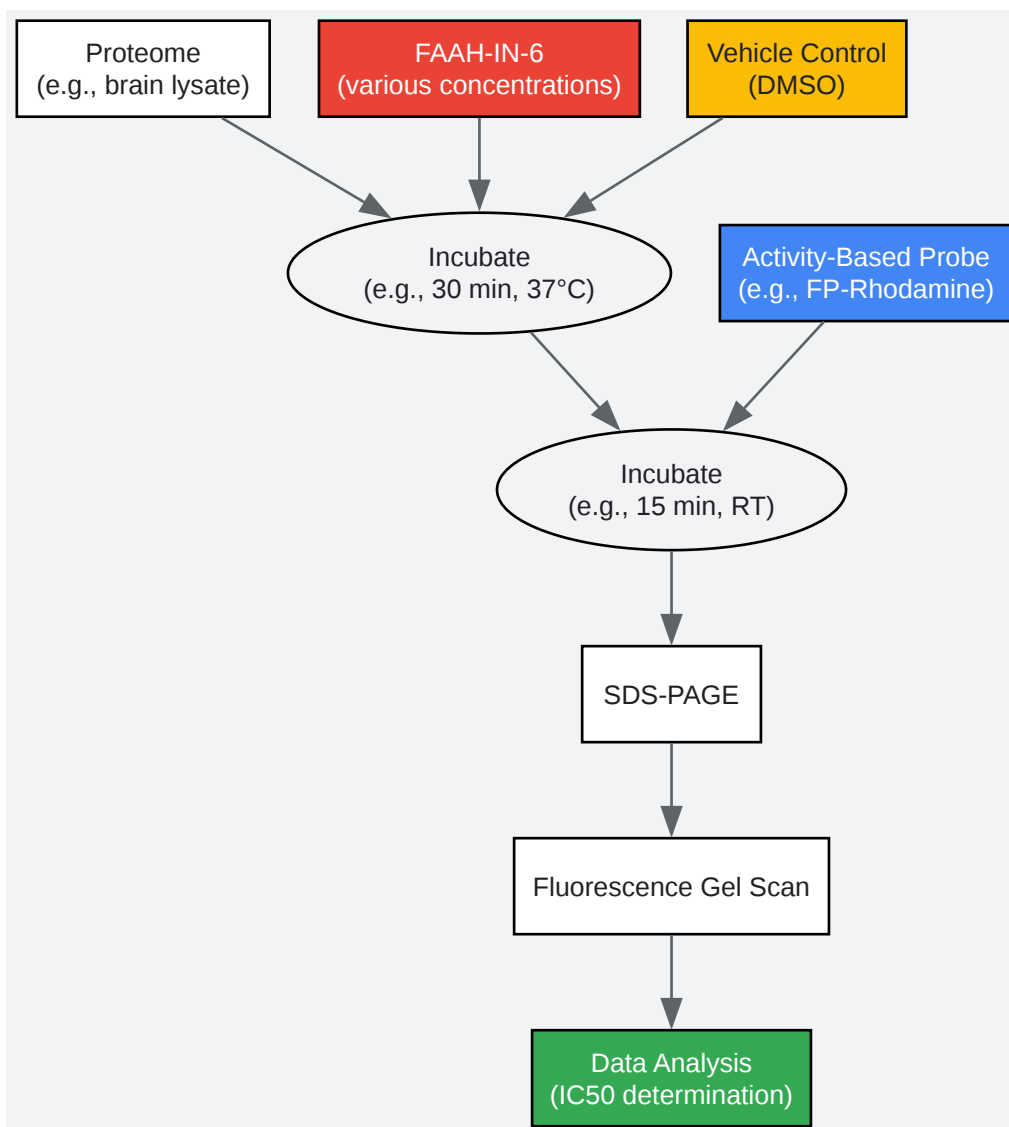 Proteome
(e.g., brain lysate)
FAAH-IN-6
(various concentrations)
Vehicle Control
(DMSO)
Incubate
(e.g., 30 min, 37°C)
Activity-Based Probe
(e.g., FP-Rhodamine)
Incubate
(e.g., 15 min, RT)
SDS-PAGE
Fluorescence Gel Scan
Data Analysis
(IC50 determination)